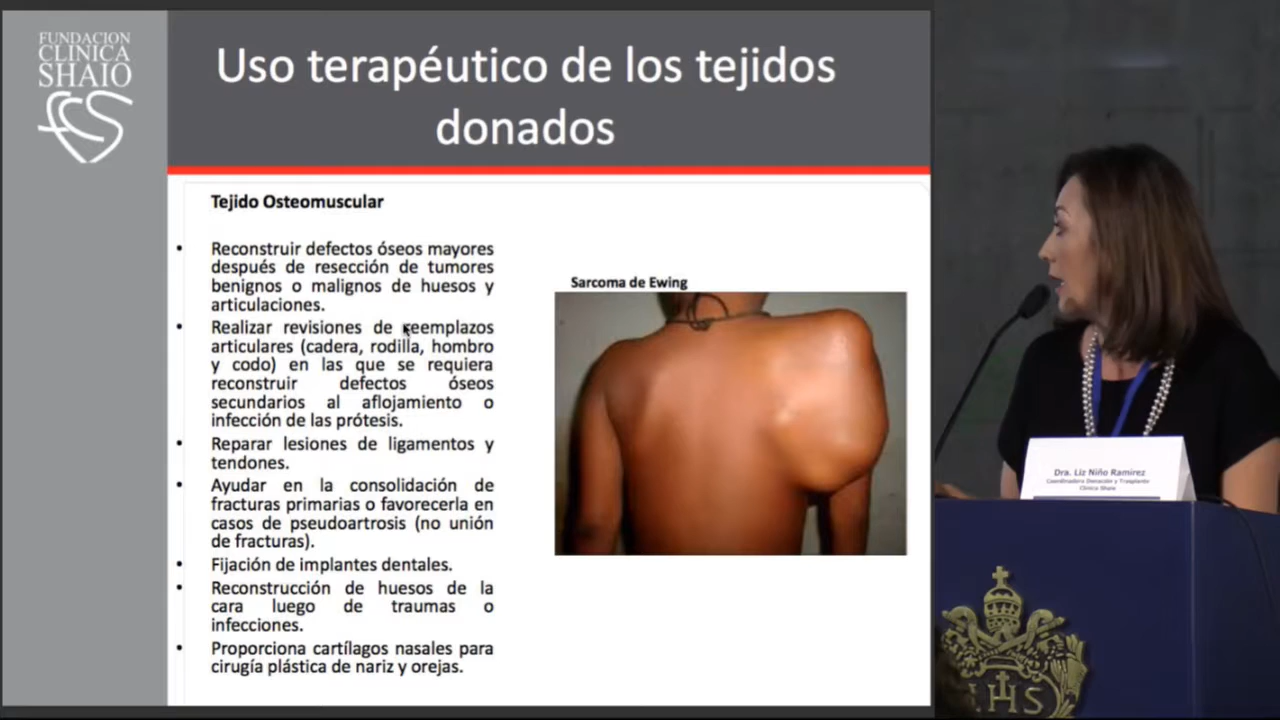 FUNDACION
CLINICA
SHAIO
Uso terapéutico de los tejidos
donados
Tejido Osteomuscular
• Reconstruir defectos óseos mayores
después de resección de tumores
benignos o malignos de huesos y
articulaciones.
• Realizar revisiones de reemplazos
articulares (cadera, rodilla, hombro
y codo) en las que se requiera
reconstruir defectos óseos
secundarios al aflojamiento o
infección de las prótesis.
• Reparar lesiones de ligamentos y
tendones.
• Ayudar en la consolidación de
fracturas primarias o favorecerla en
casos de pseudoartrosis (no unión
de fracturas).
• Fijación de implantes dentales.
• Reconstrucción de huesos de la
cara luego de traumas o
infecciones.
• Proporciona cartílagos nasales para
cirugía plástica de nariz y orejas.
Sarcoma de Ewing
Dra. Liz Niño Ramirez
Coordinadora Donación y Trasplante
Clínica Shaio
IHS